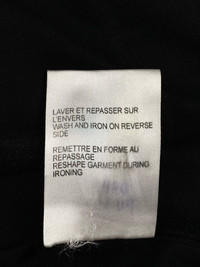 LAVER ET REPASSER SUR
L'ENVERS
WASH AND IRON ON REVERSE
SIDE
REMETTRE EN FORME AU
REPASSAGE
RESHAPE GARMENT DURING
IRONING